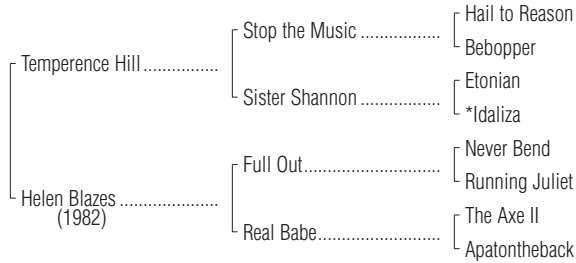 Hail to Reason
Stop the Music ..................
Bebopper
Temperence Hill ................
Etonian
Sister Shannon ..................
*Idaliza
Never Bend
Full Out...............................
Running Juliet
Helen Blazes .....................
(1982)
The Axe II
Real Babe............................
Apatontheback